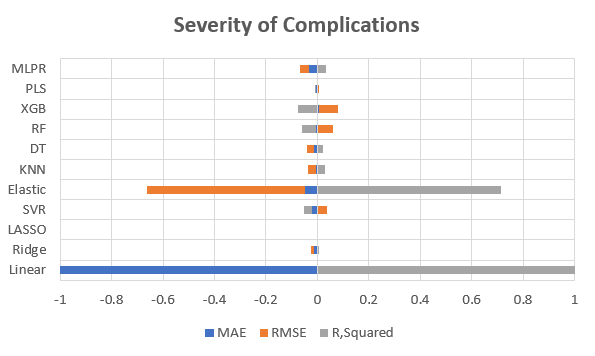 Severity of Complications
MLPR
PLS
XGB
RF
DT
KNN
Elastic
SVR
LASSO
Ridge
Linear
-1 -0.8 -0.6 -0.4 -0.2 0 0.2 0.4 0.6 0.8 1
MAE RMSE R,Squared